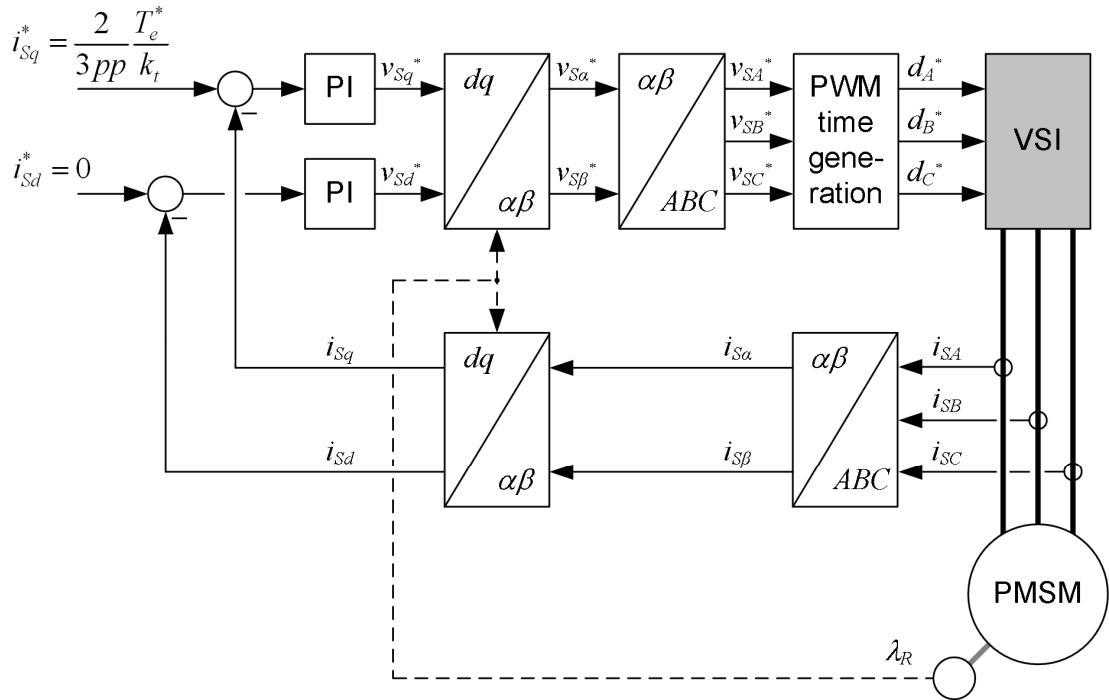 i*Sq = 2/3pp Te*/kt
i*Sd = 0
PI
PI
vSq*
vSd*
dq
αβ
vSα*
vSβ*
αβ
ABC
vSA*
vSB*
vSC*
PWM
time
gene-
ration
dA*
dB*
dC*
VSI
iSq
iSd
dq
αβ
iSα
iSβ
αβ
ABC
iSA
iSB
iSC
PMSM
λR